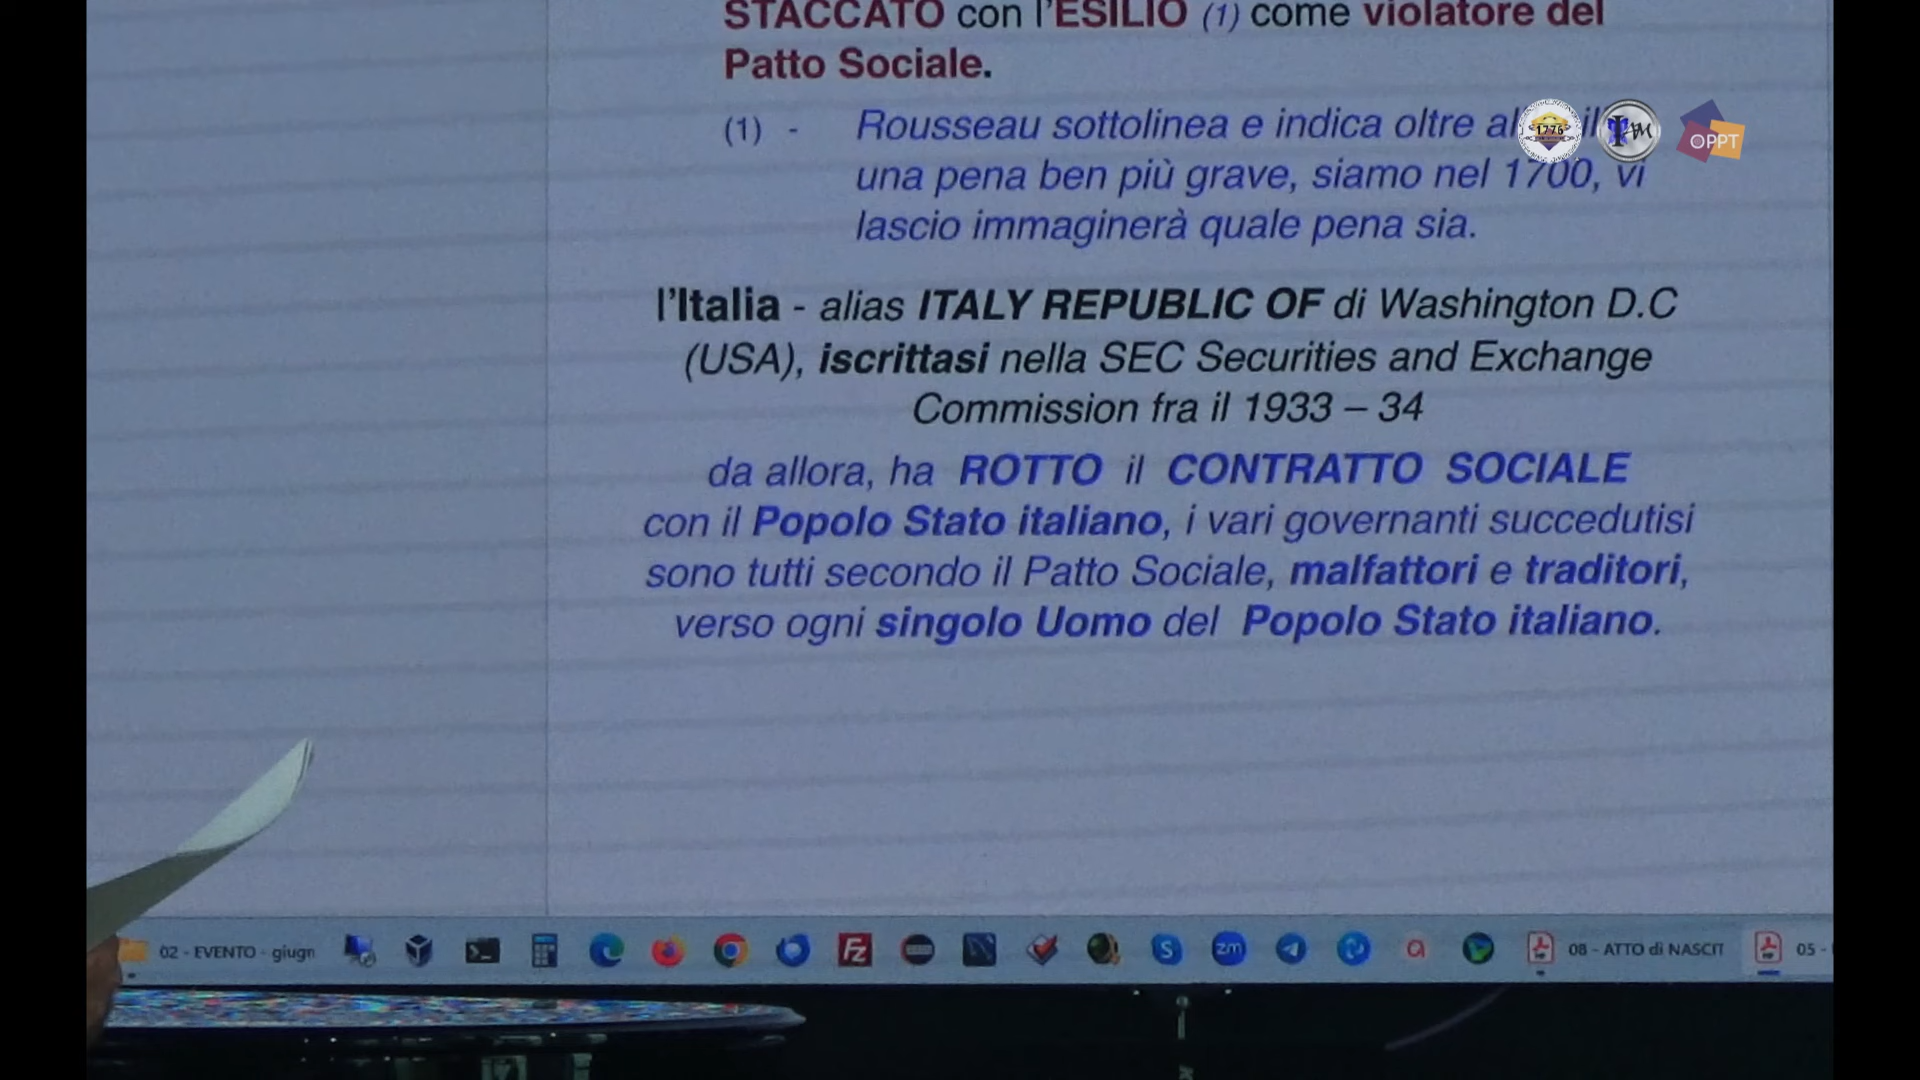 STACCATO con l'ESILIO (1) come violatore del
Patto Sociale.
(1) - Rousseau sottolinea e indica oltre
una pena ben più grave, siamo nel 1700, vi
lascio immaginerà quale pena sia.
l'Italia - alias ITALY REPUBLIC OF di Washington D.C
(USA), iscrittasi nella SEC Securities and Exchange
Commission fra il 1933 – 34
da allora, ha ROTTO il CONTRATTO SOCIALE
con il Popolo Stato italiano, i vari governanti succedutisi
sono tutti secondo il Patto Sociale, malfattori e traditori,
verso ogni singolo Uomo del Popolo Stato italiano.
1776
OPPT
02 - EVENTO - giugn
Fz
S
zm
a
08 - ATTO di NASCIT
05 -